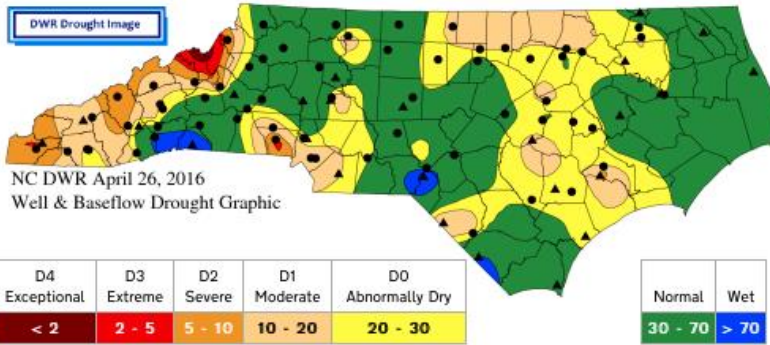 DWR Drought Image
NC DWR April 26, 2016
Well & Baseflow Drought Graphic
D4 D3 D2 D1 D0
Exceptional Extreme Severe Moderate Abnormally Dry Normal Wet
< 2 2 - 5 5 - 10 10 - 20 20 - 30 30 - 70 > 70